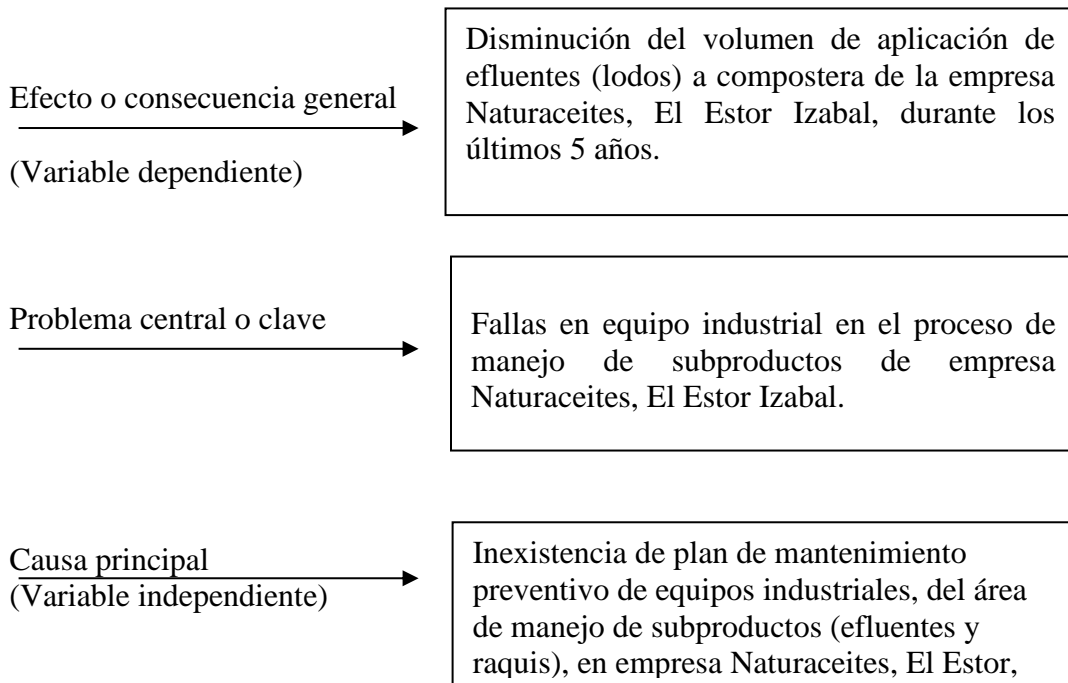 Efecto o consecuencia general
(Variable dependiente)
Disminución del volumen de aplicación de
efluentes (lodos) a compostera de la empresa
Naturaceites, El Estor Izabal, durante los
últimos 5 años.
Problema central o clave
Fallas en equipo industrial en el proceso de
manejo de subproductos de empresa
Naturaceites, El Estor Izabal.
Causa principal
(Variable independiente)
Inexistencia de plan de mantenimiento
preventivo de equipos industriales, del área
de manejo de subproductos (efluentes y
raquis), en empresa Naturaceites, El Estor,